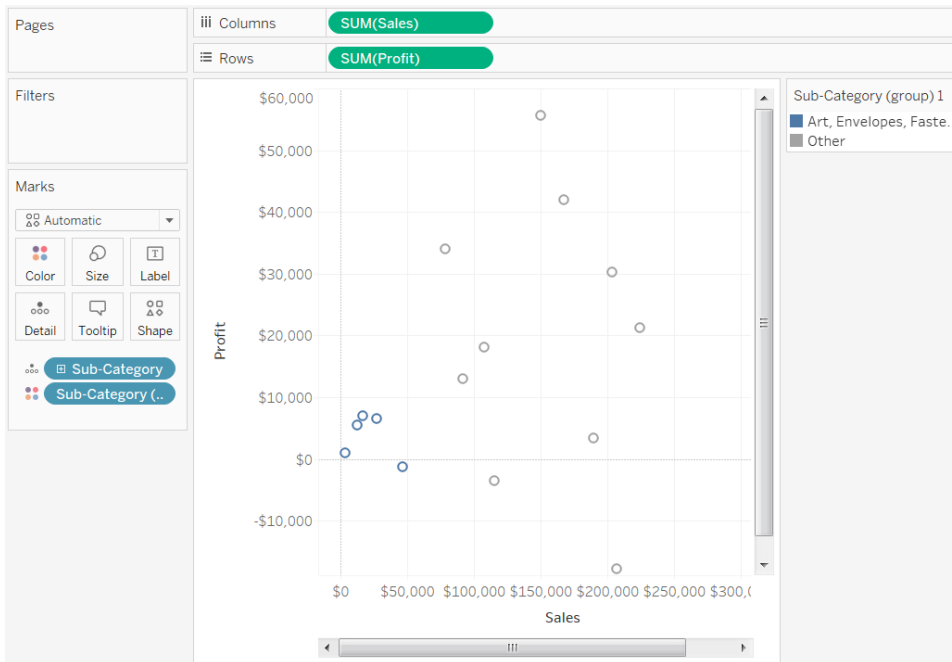 Pages
Columns
SUM(Sales)
Rows
SUM(Profit)
Filters
Marks
Automatic
Color
Size
Label
Detail
Tooltip
Shape
Sub-Category
Sub-Category (..
$60,000
$50,000
$40,000
$30,000
$20,000
$10,000
$0
-$10,000
Profit
$0 $50,000 $100,000 $150,000 $200,000 $250,000 $300,(
Sales
Sub-Category (group) 1
Art, Envelopes, Faste.
Other